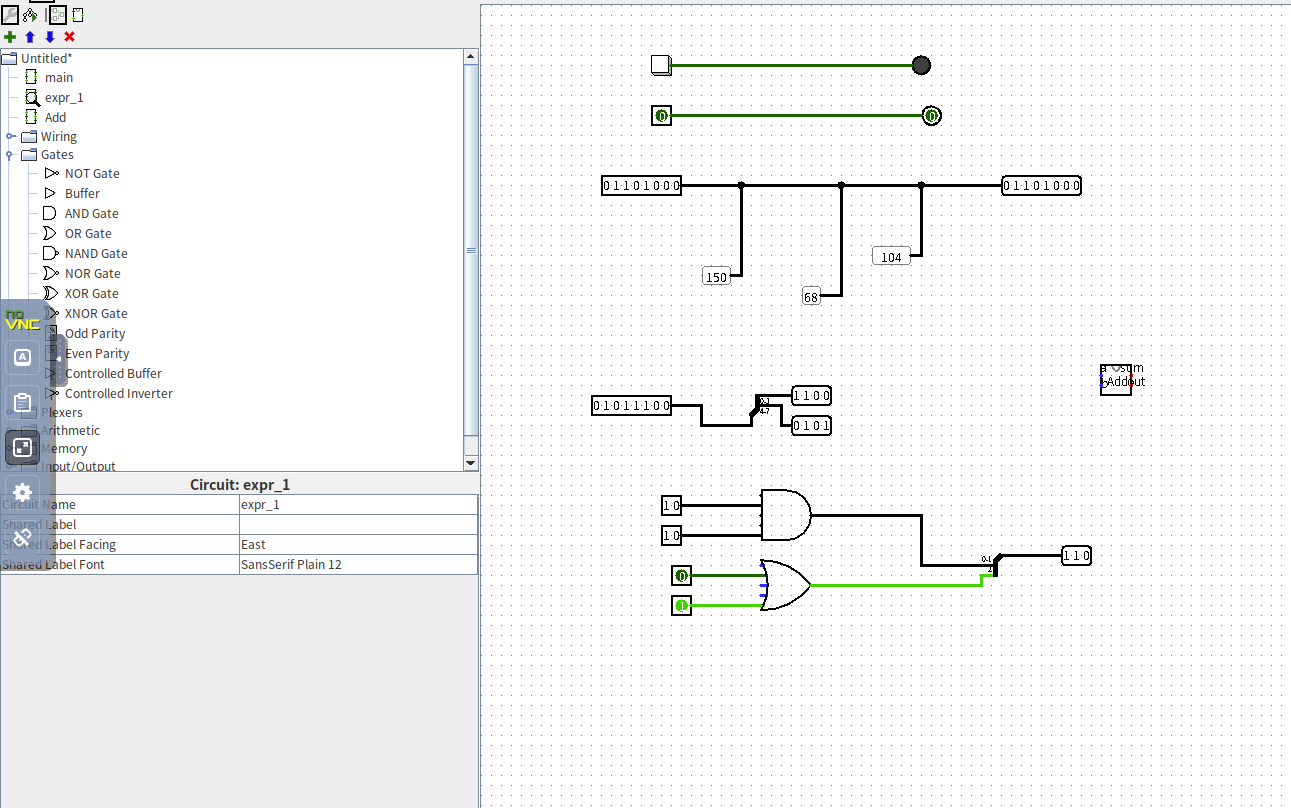 Untitled*
main
expr_1
Add
Wiring
Gates
NOT Gate
Buffer
AND Gate
OR Gate
NAND Gate
NOR Gate
XOR Gate
XNOR Gate
Odd Parity
Even Parity
Controlled Buffer
Controlled Inverter
Plexers
Arithmetic
Memory
Input/Output
no
VNC
A
Circuit: expr_1
Circuit Name expr_1
Shared Label
Shared Label Facing East
Shared Label Font SansSerif Plain 12
0 0
01101000 01101000
104
150
68
01011100
1100
4-7
0101
10
10
0-1
2
110
0
1
a sum
Add out